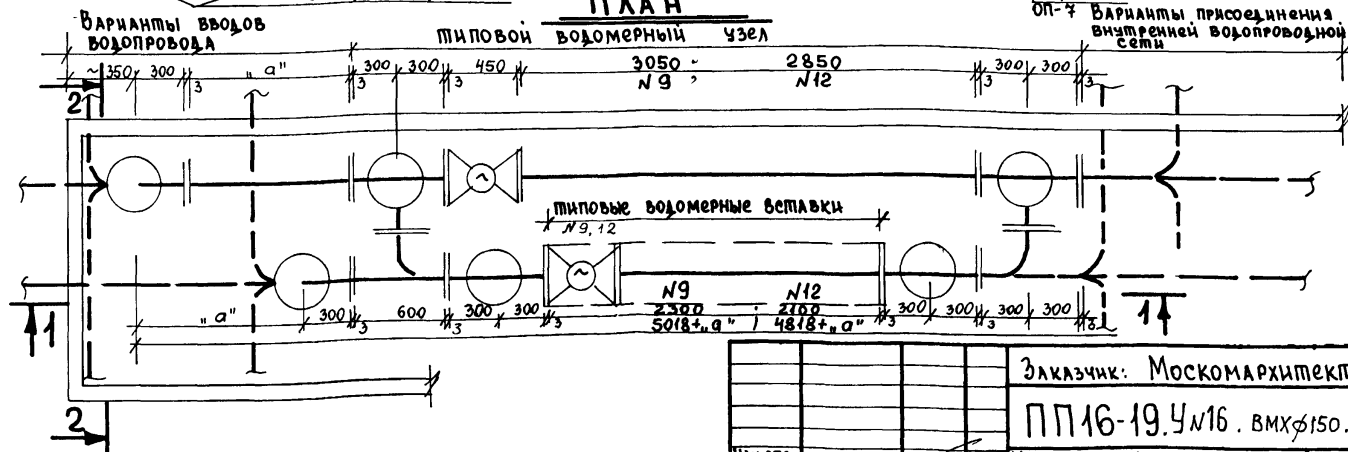 ПЛАН
ВАРИАНТЫ ВВОДОВ
ВОДОПРОВОДА
ТИПОВОЙ ВОДОМЕРНЫЙ УЗЕЛ
ОП-7 ВАРИАНТЫ ПРИСОЕДИНЕНИЯ
ВНУТРЕННЕЙ ВОДОПРОВОДНОЙ
СЕТИ
350 300 3 „а" 300 3 300 3 450 3050 2850 3 300 300 3
N9 ; N12
2
ТИПОВЫЕ ВОДОМЕРНЫЕ ВСТАВКИ
N9,12
N9 N12
„а" 300 3 600 3 300 300 3 2300 ; 2100 3 300 300 3 300 300 3
5018+„а" ; 4818+„а"
1 1
2
ЗАКАЗЧИК: МОСКОМАРХИТЕКТ
ПП16-19.УN16. ВМХ⌀150.